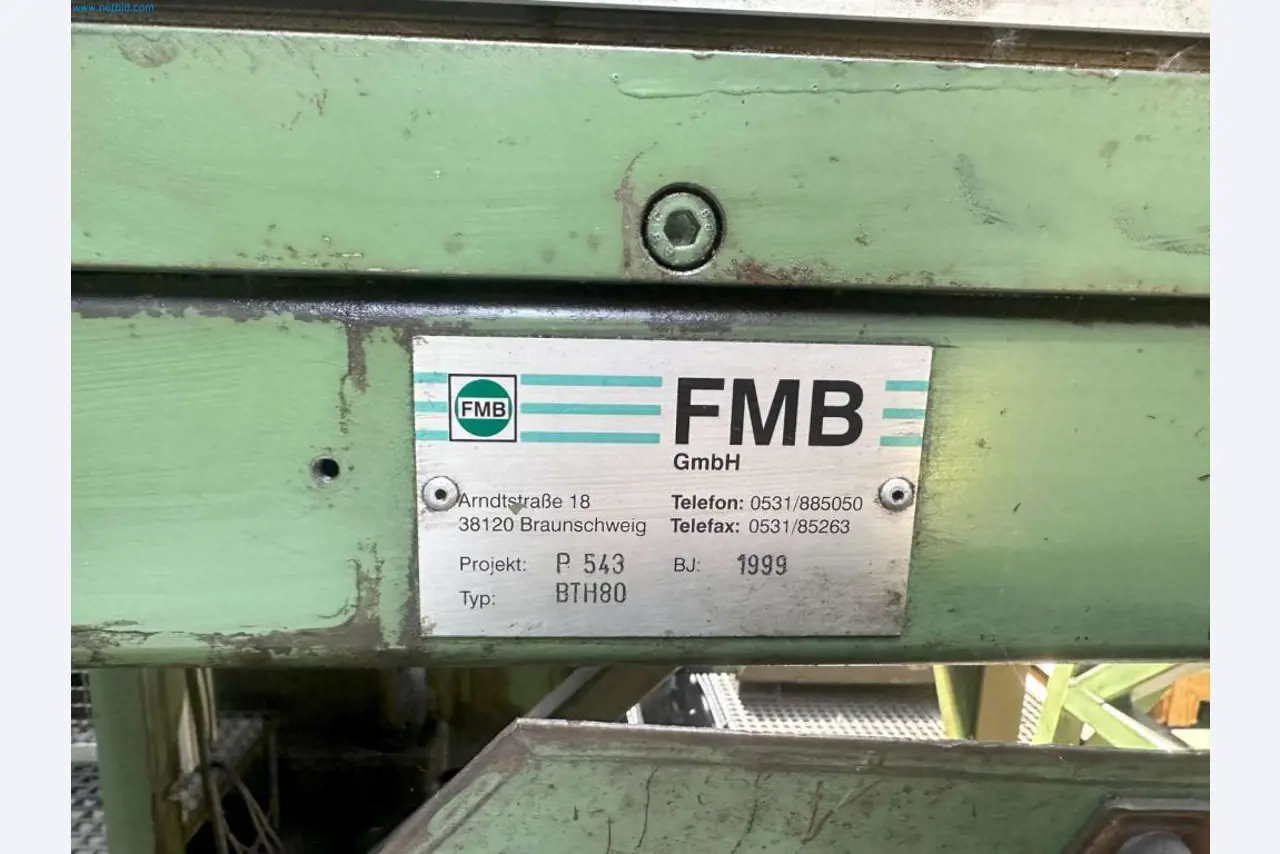 www.netbid.com
FMB
FMB
GmbH
Arndtstraße 18
38120 Braunschweig
Telefon: 0531/885050
Telefax: 0531/85263
Projekt: P 543 BJ: 1999
Typ: BTH80